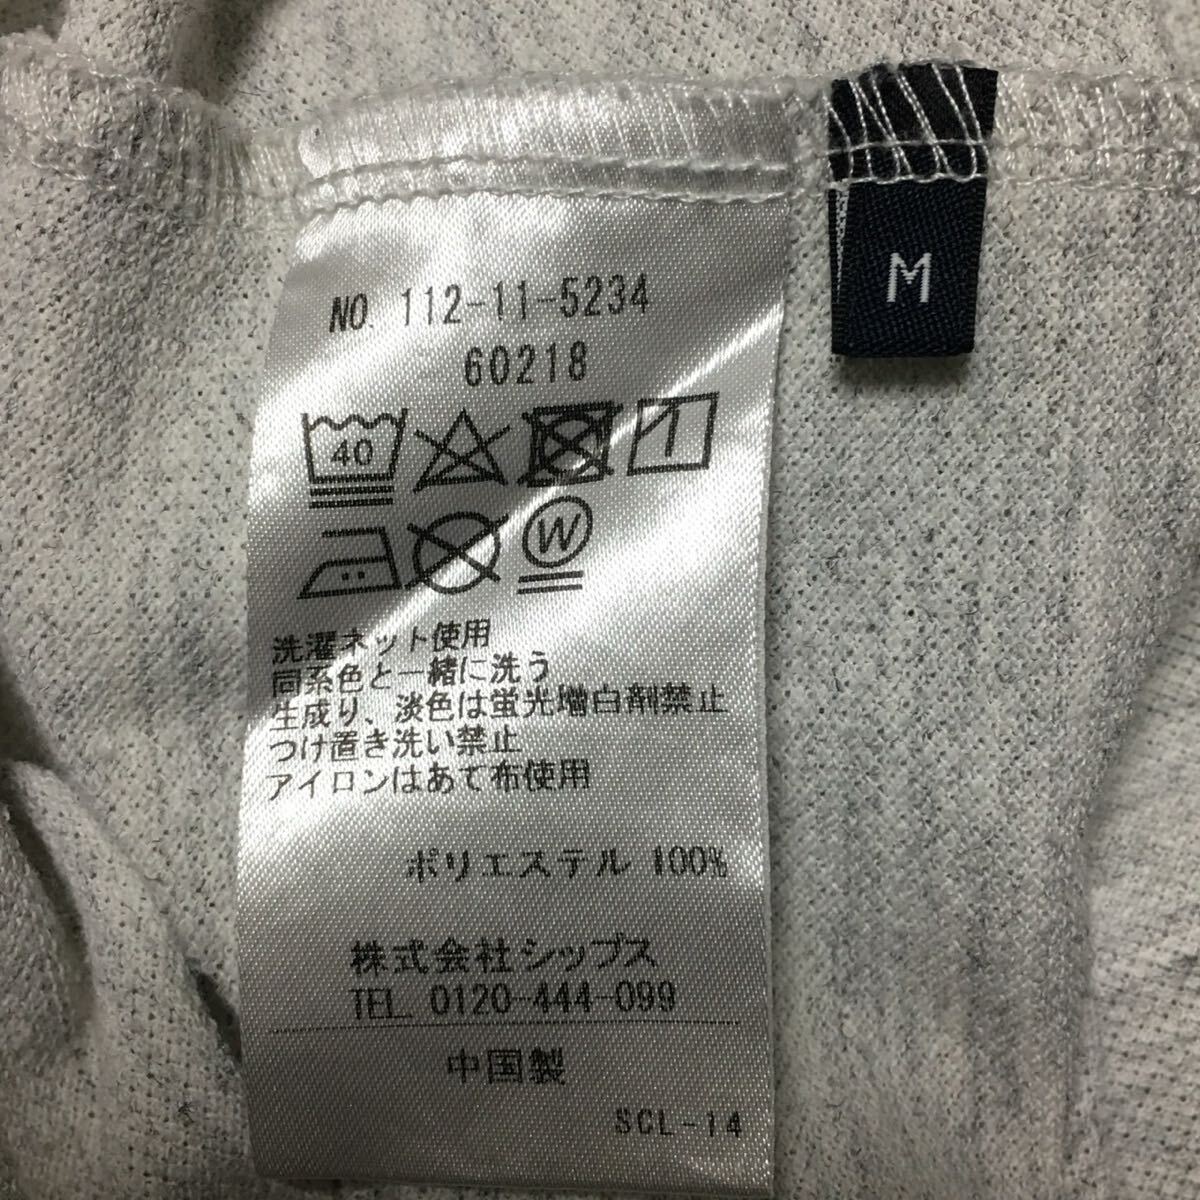 M
NO. 112-11-5234
60218
40
W
洗濯ネット使用
同系色と一緒に洗う
生成り、淡色は蛍光増白剤禁止
つけ置き洗い禁止
アイロンはあて布使用
ポリエステル 100%
株式会社シップス
TEL. 0120-444-099
中国製
SCL-14